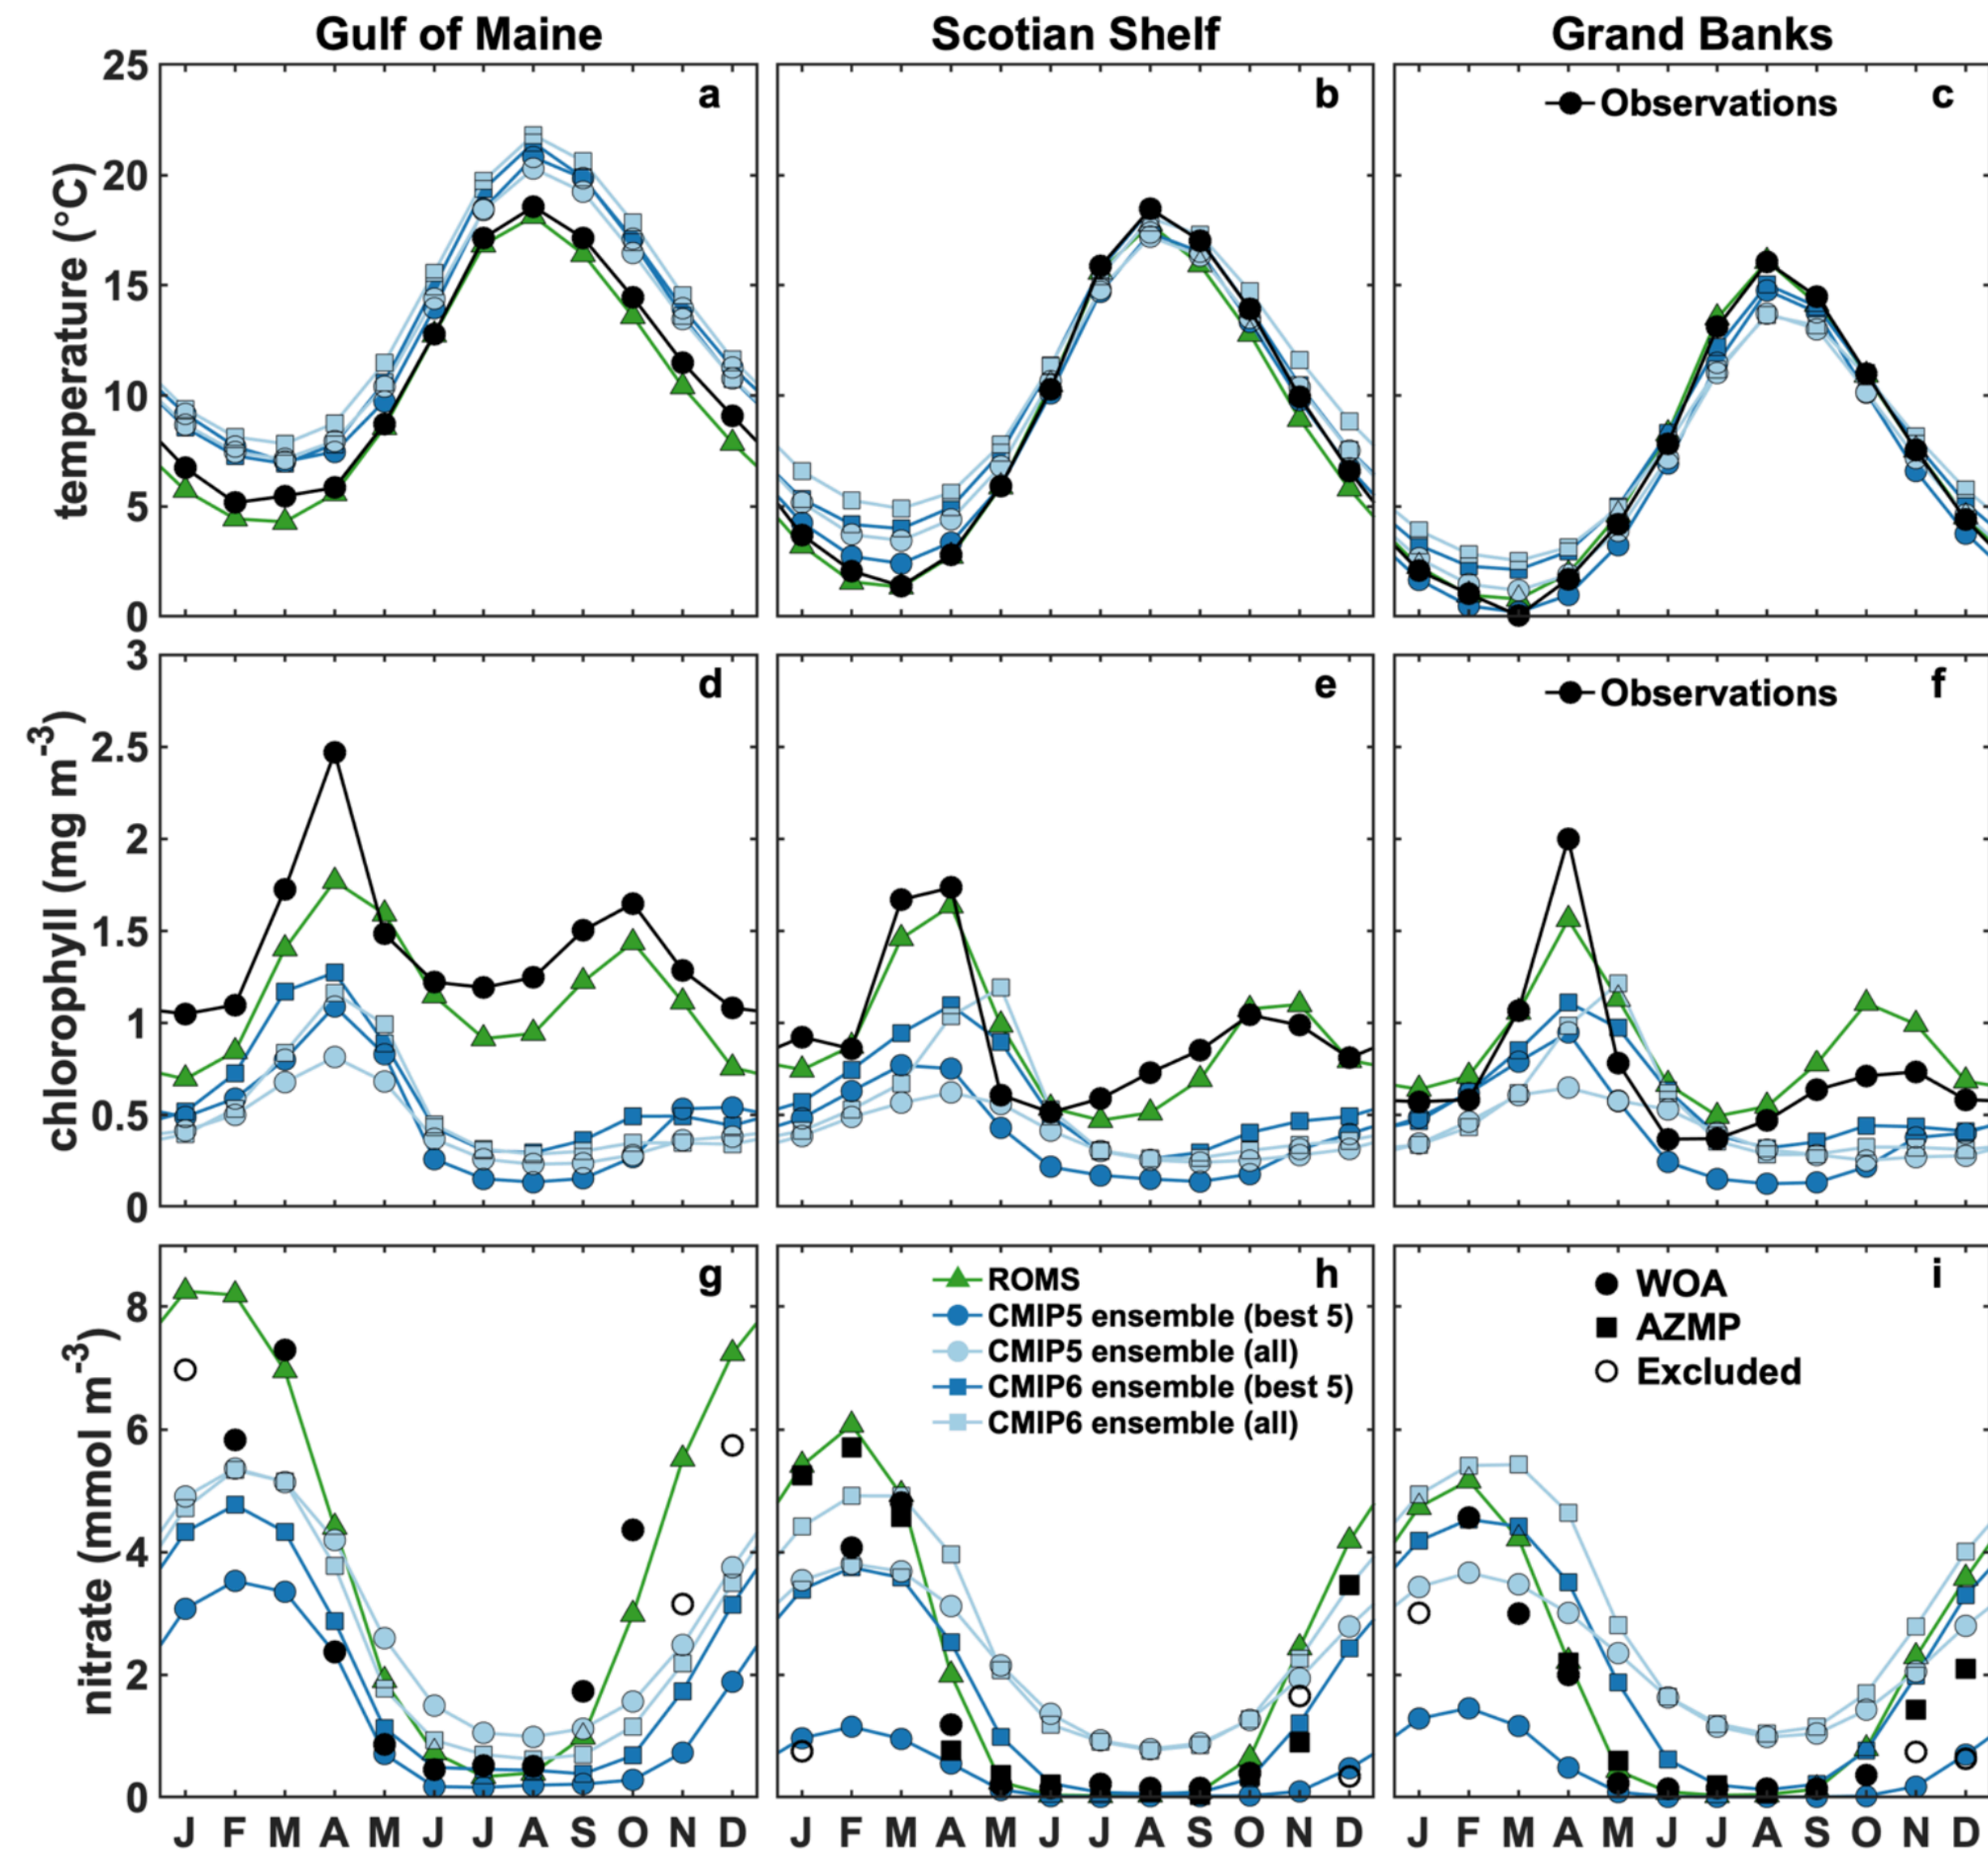 Gulf of Maine
Scotian Shelf
Grand Banks
temperature (°C)
25
20
15
10
5
0
a
b
c
Observations
chlorophyll (mg m⁻³)
3
2.5
2
1.5
1
0.5
0
d
e
f
Observations
nitrate (mmol m⁻³)
8
6
4
2
0
g
h
ROMS
CMIP5 ensemble (best 5)
CMIP5 ensemble (all)
CMIP6 ensemble (best 5)
CMIP6 ensemble (all)
i
WOA
AZMP
Excluded
J F M A M J J A S O N D
J F M A M J J A S O N D
J F M A M J J A S O N D